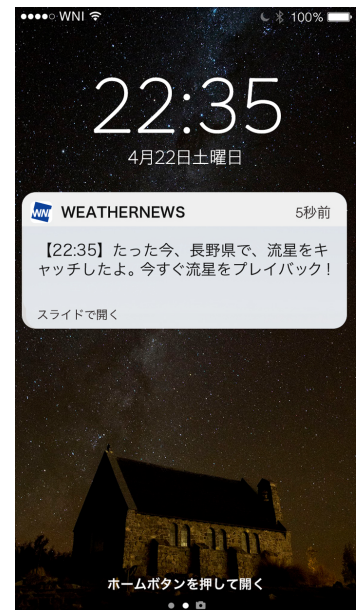 WNI 100%
22:35
4月22日土曜日
WNI WEATHERNEWS 5秒前
【22:35】たった今、長野県で、流星をキ
ャッチしたよ。今すぐ流星をプレイバック！
スライドで開く
ホームボタンを押して開く